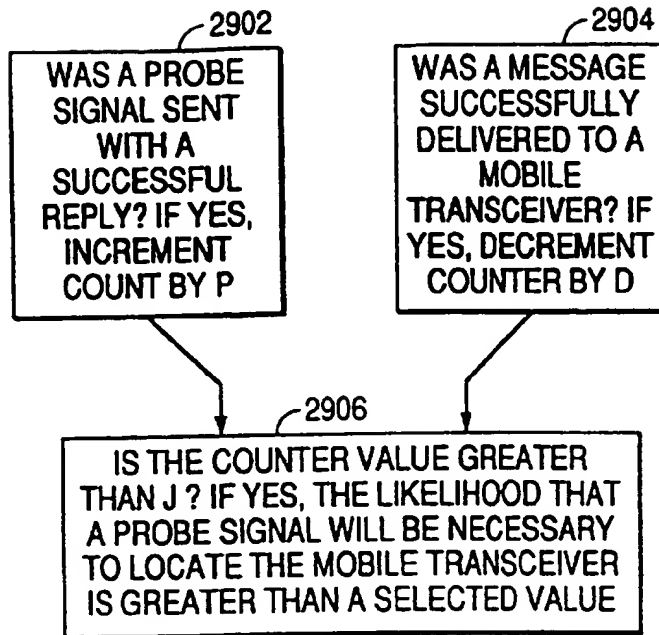 2902
WAS A PROBE
SIGNAL SENT
WITH A
SUCCESSFUL
REPLY? IF YES,
INCREMENT
COUNT BY P
2904
WAS A MESSAGE
SUCCESSFULLY
DELIVERED TO A
MOBILE
TRANSCEIVER? IF
YES, DECREMENT
COUNTER BY D
2906
IS THE COUNTER VALUE GREATER
THAN J ? IF YES, THE LIKELIHOOD THAT
A PROBE SIGNAL WILL BE NECESSARY
TO LOCATE THE MOBILE TRANSCEIVER
IS GREATER THAN A SELECTED VALUE